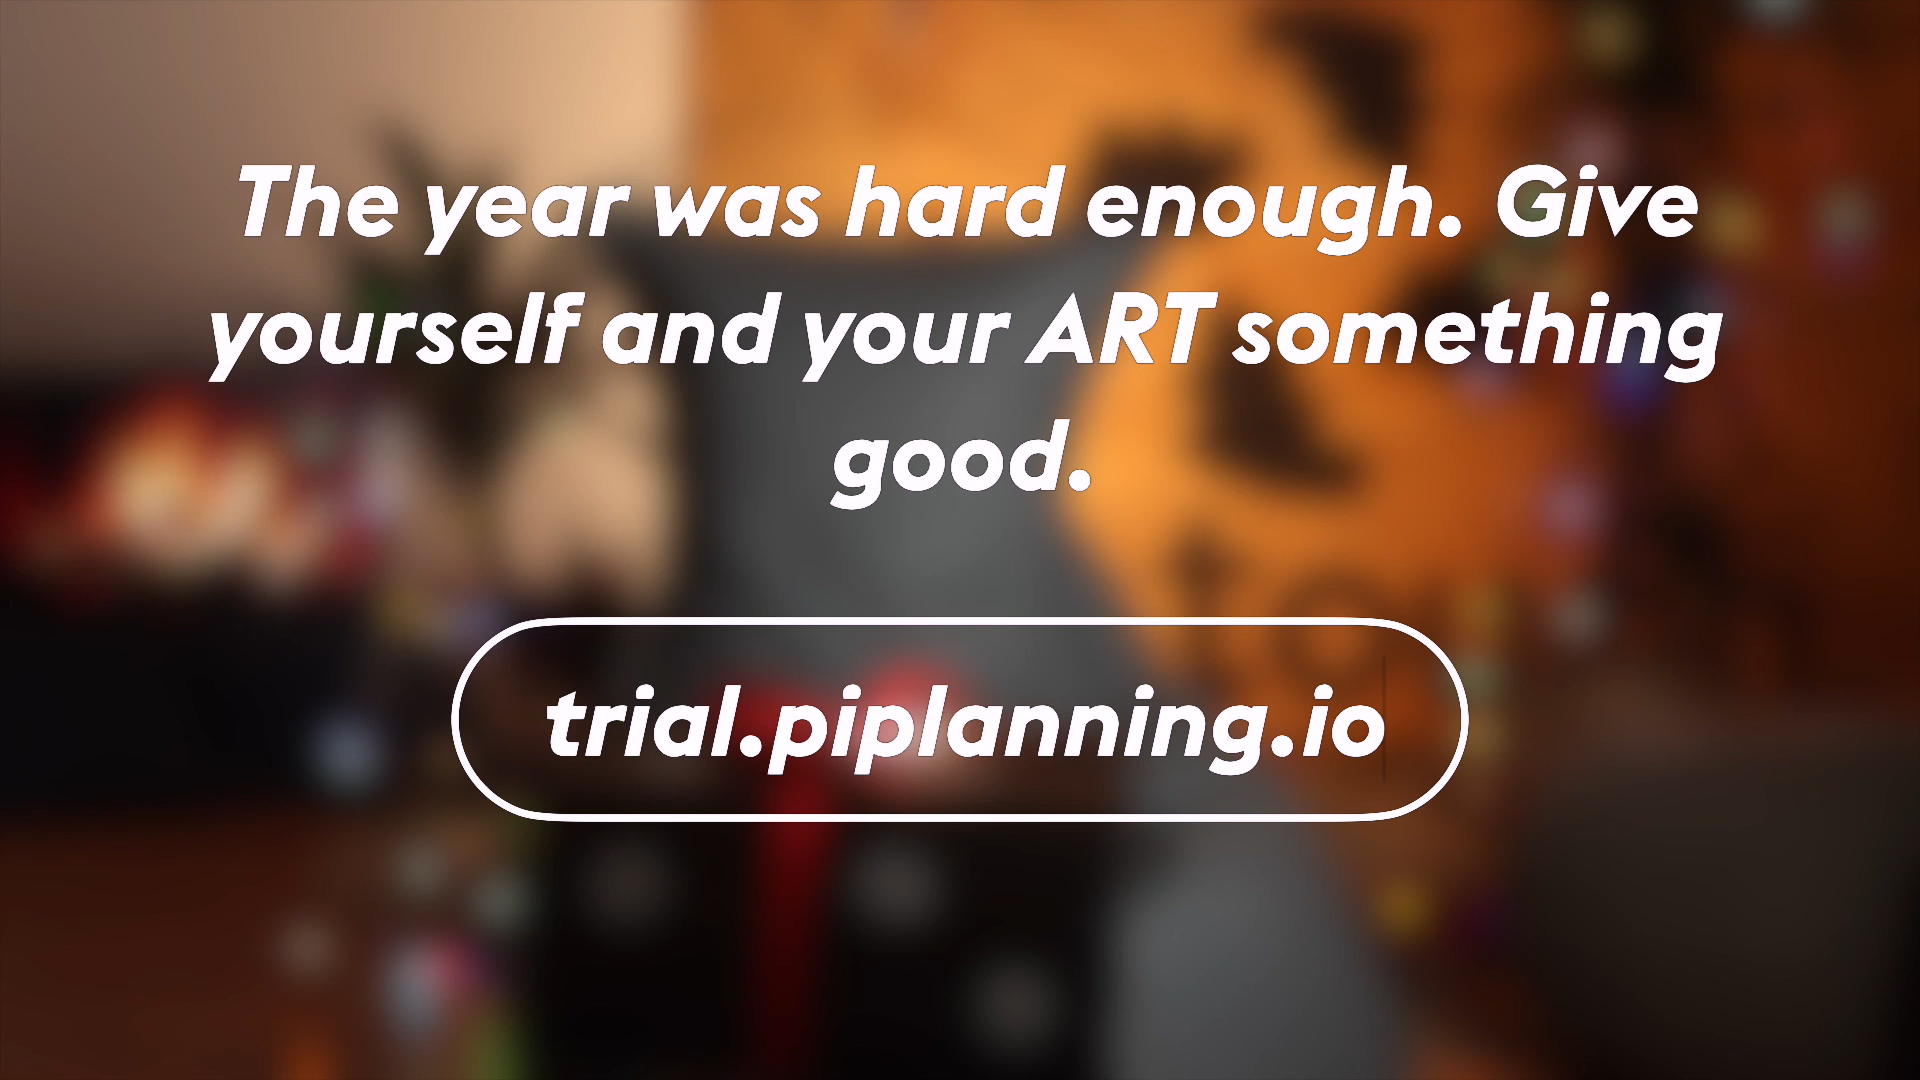 The year was hard enough. Give
yourself and your ART something
good.
trial.piplanning.io